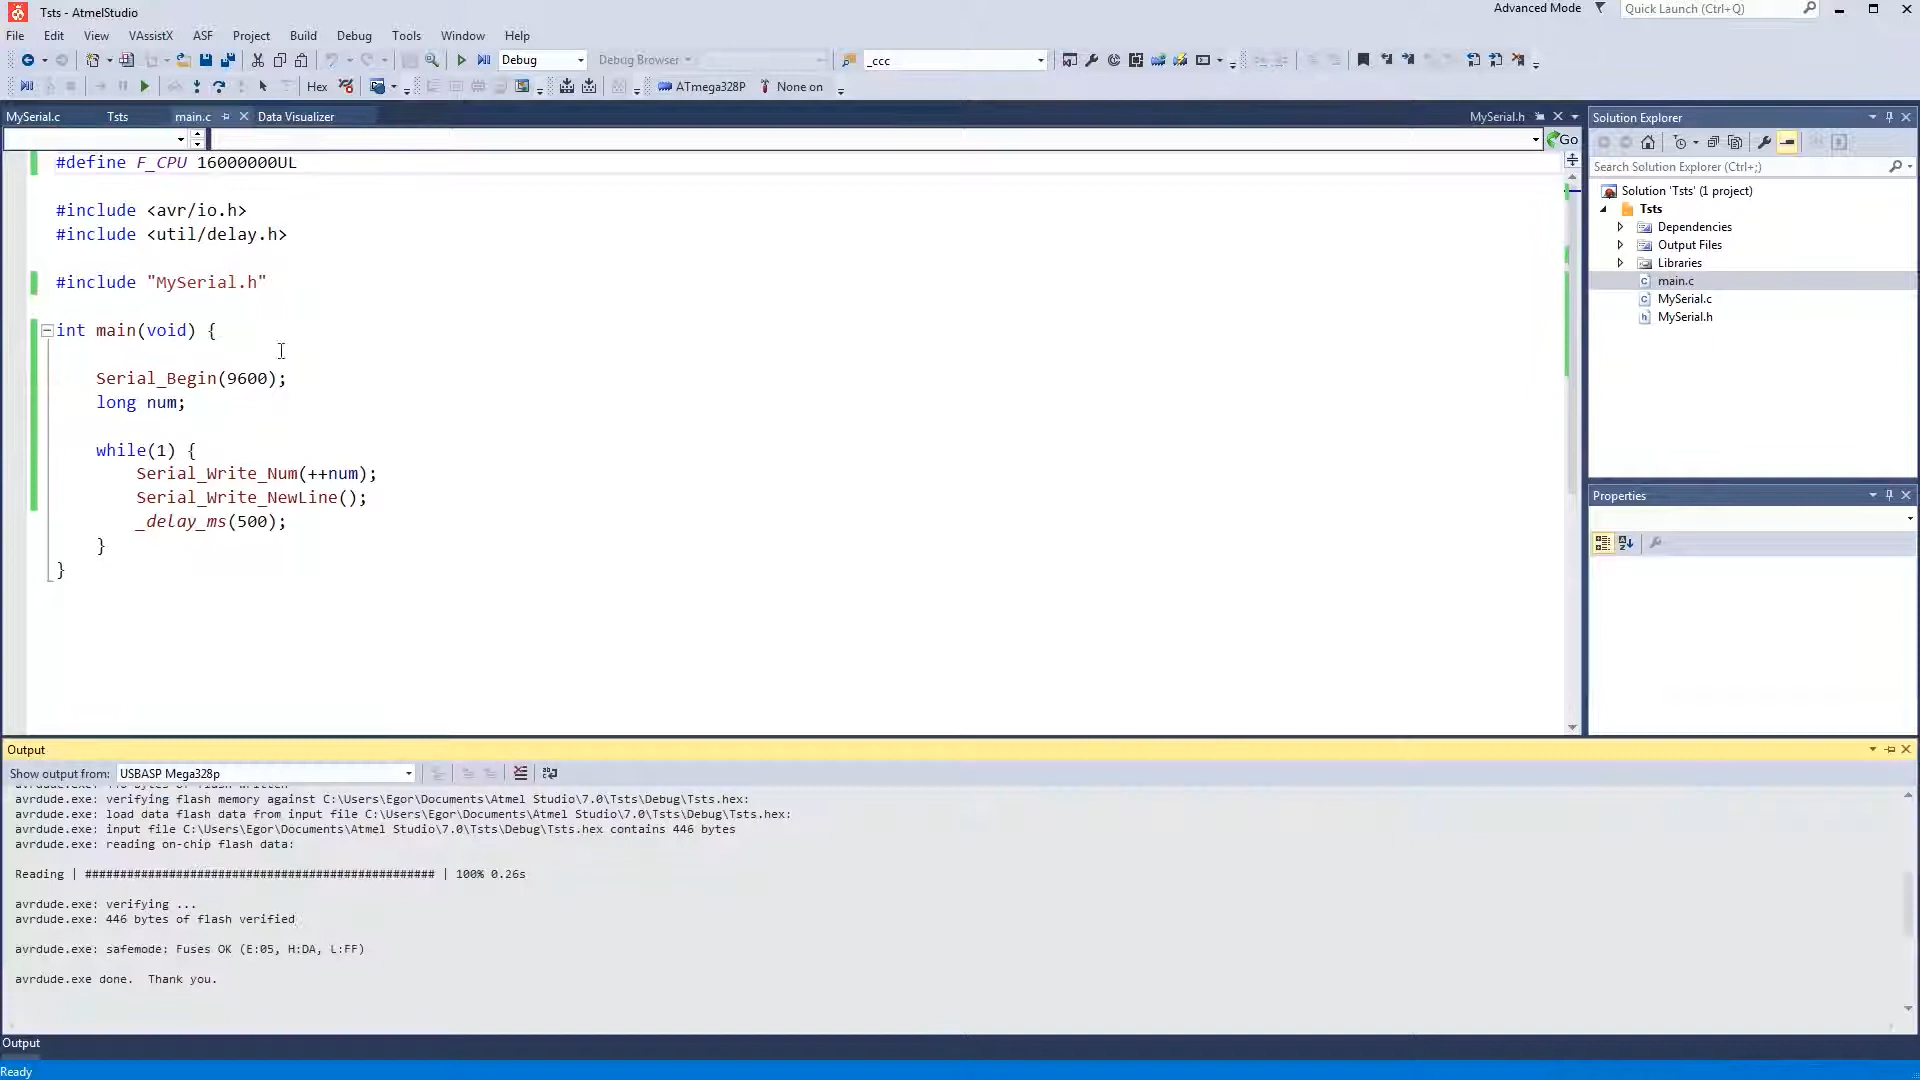 Tsts - AtmelStudio
Advanced Mode
Quick Launch (Ctrl+Q)
File Edit View VAssistX ASF Project Build Debug Tools Window Help
Debug
Debug Browser
_ccc
Hex
ATmega328P
None on
MySerial.c Tsts main.c Data Visualizer MySerial.h
Go
#define F_CPU 16000000UL
#include <avr/io.h>
#include <util/delay.h>
#include "MySerial.h"
int main(void) {
Serial_Begin(9600);
long num;
while(1) {
Serial_Write_Num(++num);
Serial_Write_NewLine();
_delay_ms(500);
}
}
Solution Explorer
Search Solution Explorer (Ctrl+;)
Solution 'Tsts' (1 project)
Tsts
Dependencies
Output Files
Libraries
main.c
MySerial.c
MySerial.h
Properties
Output
Show output from: USBASP Mega328p
avrdude.exe: verifying flash memory against C:\Users\Egor\Documents\Atmel Studio\7.0\Tsts\Debug\Tsts.hex:
avrdude.exe: load data flash data from input file C:\Users\Egor\Documents\Atmel Studio\7.0\Tsts\Debug\Tsts.hex:
avrdude.exe: input file C:\Users\Egor\Documents\Atmel Studio\7.0\Tsts\Debug\Tsts.hex contains 446 bytes
avrdude.exe: reading on-chip flash data:
Reading | ################################################## | 100% 0.26s
avrdude.exe: verifying ...
avrdude.exe: 446 bytes of flash verified
avrdude.exe: safemode: Fuses OK (E:05, H:DA, L:FF)
avrdude.exe done.  Thank you.
Output
Ready